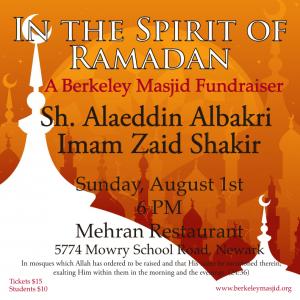 In the Spirit of
Ramadan
A Berkeley Masjid Fundraiser
Sh. Alaeddin Albakri
Imam Zaid Shakir
Sunday, August 1st
6 PM
Mehran Restaurant
5774 Mowry School Road, Newark
In mosques which Allah has ordered to be raised and that His name be mentioned therein;
exalting Him within them in the morning and the evenings (24:36)
Tickets $15
Students $10
www.berkeleymasjid.org